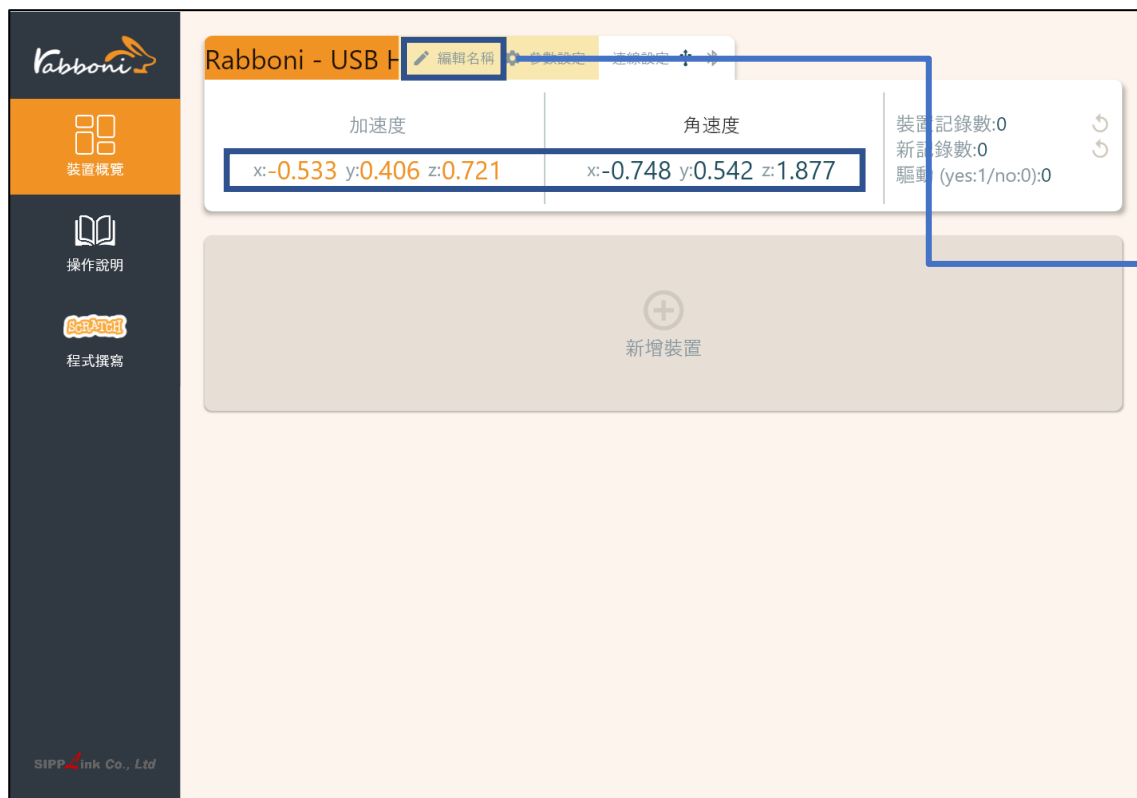 rabboni
Rabboni - USB H
編輯名稱
參數設定
連線設定
裝置概覽
操作說明
SCRATCH
程式撰寫
加速度
x:-0.533 y:0.406 z:0.721
角速度
x:-0.748 y:0.542 z:1.877
裝置記錄數:0
新記錄數:0
驅動 (yes:1/no:0):0
新增裝置
SIPPLink Co., Ltd